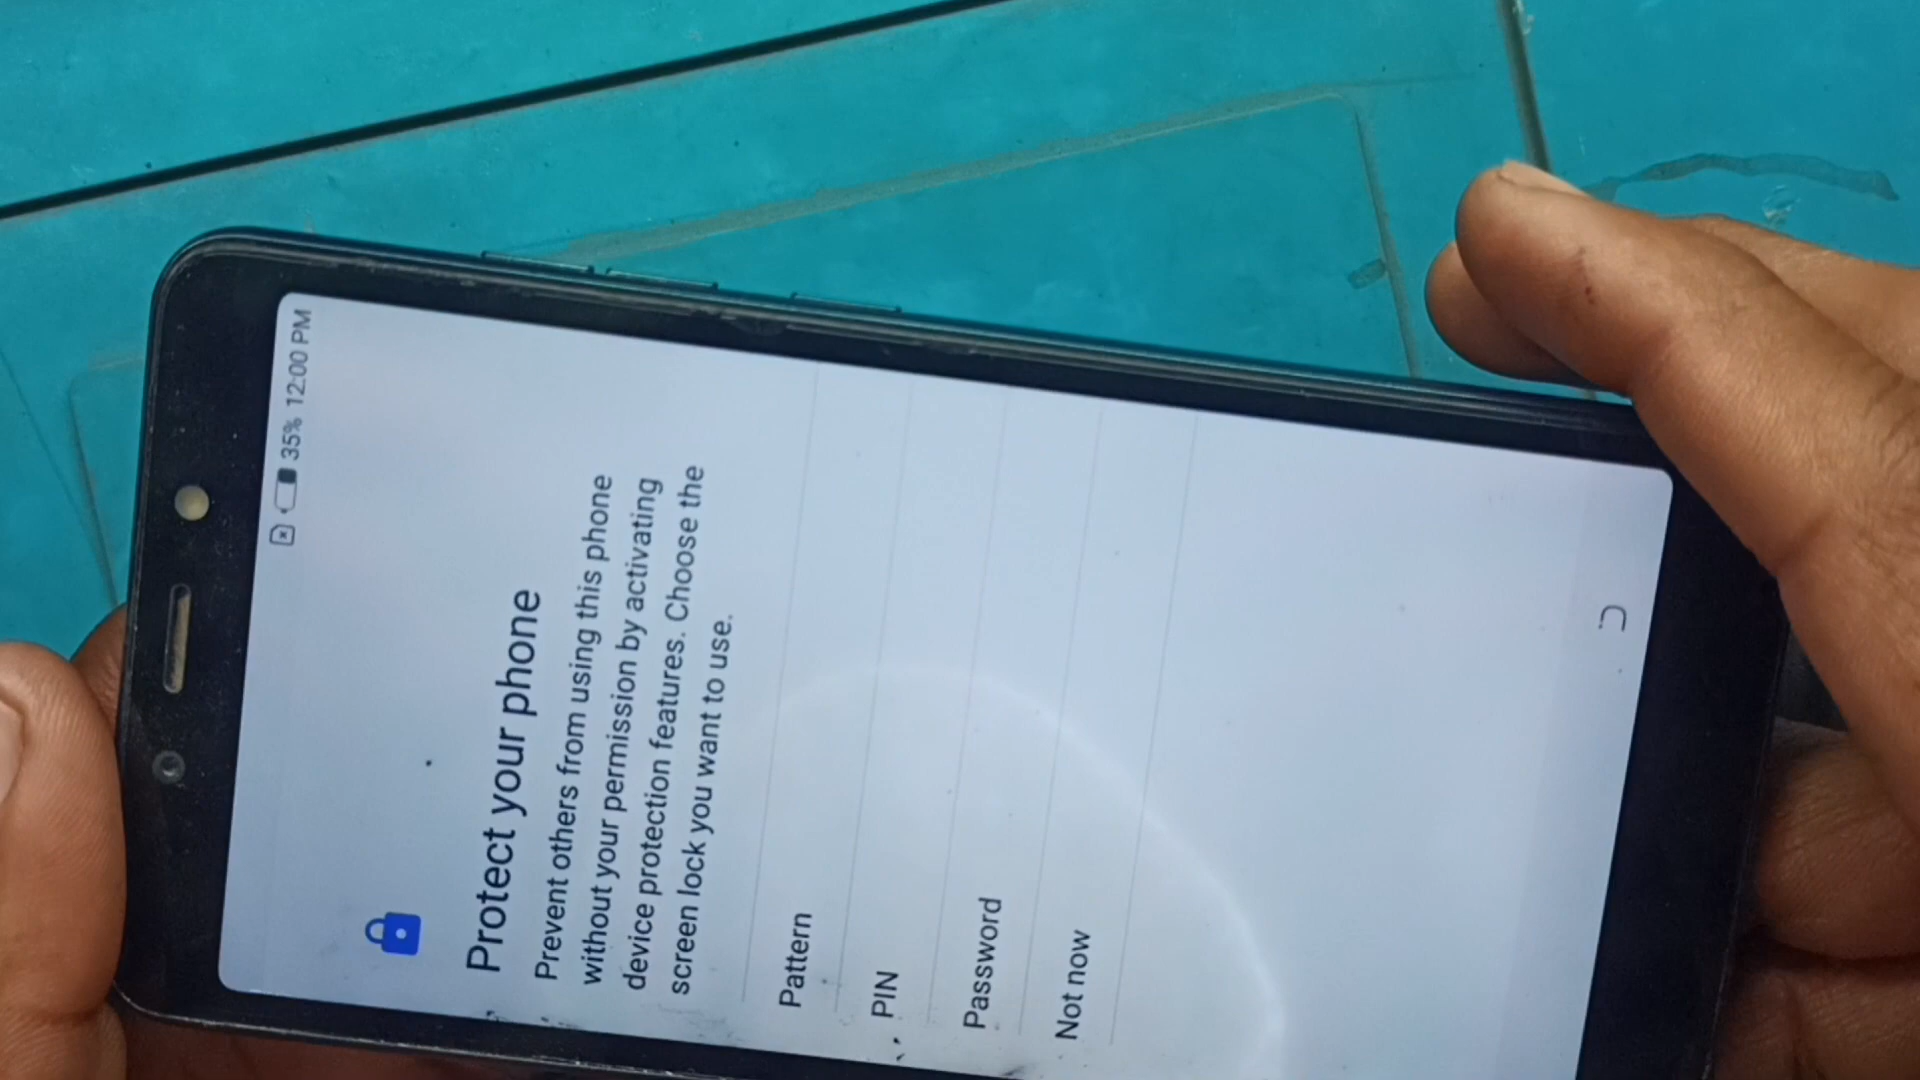 35% 12:00 PM
Protect your phone
Prevent others from using this phone
without your permission by activating
device protection features. Choose the
screen lock you want to use.
Pattern
PIN
Password
Not now